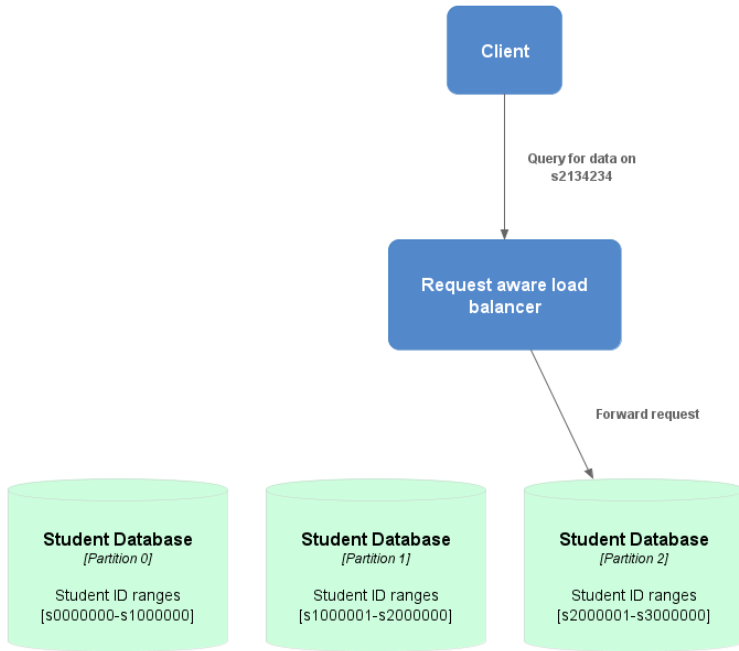 Client
Query for data on
s2134234
Request aware load
balancer
Forward request
Student Database
[Partition 0]
Student ID ranges
[s0000000-s1000000]
Student Database
[Partition 1]
Student ID ranges
[s1000001-s2000000]
Student Database
[Partition 2]
Student ID ranges
[s2000001-s3000000]